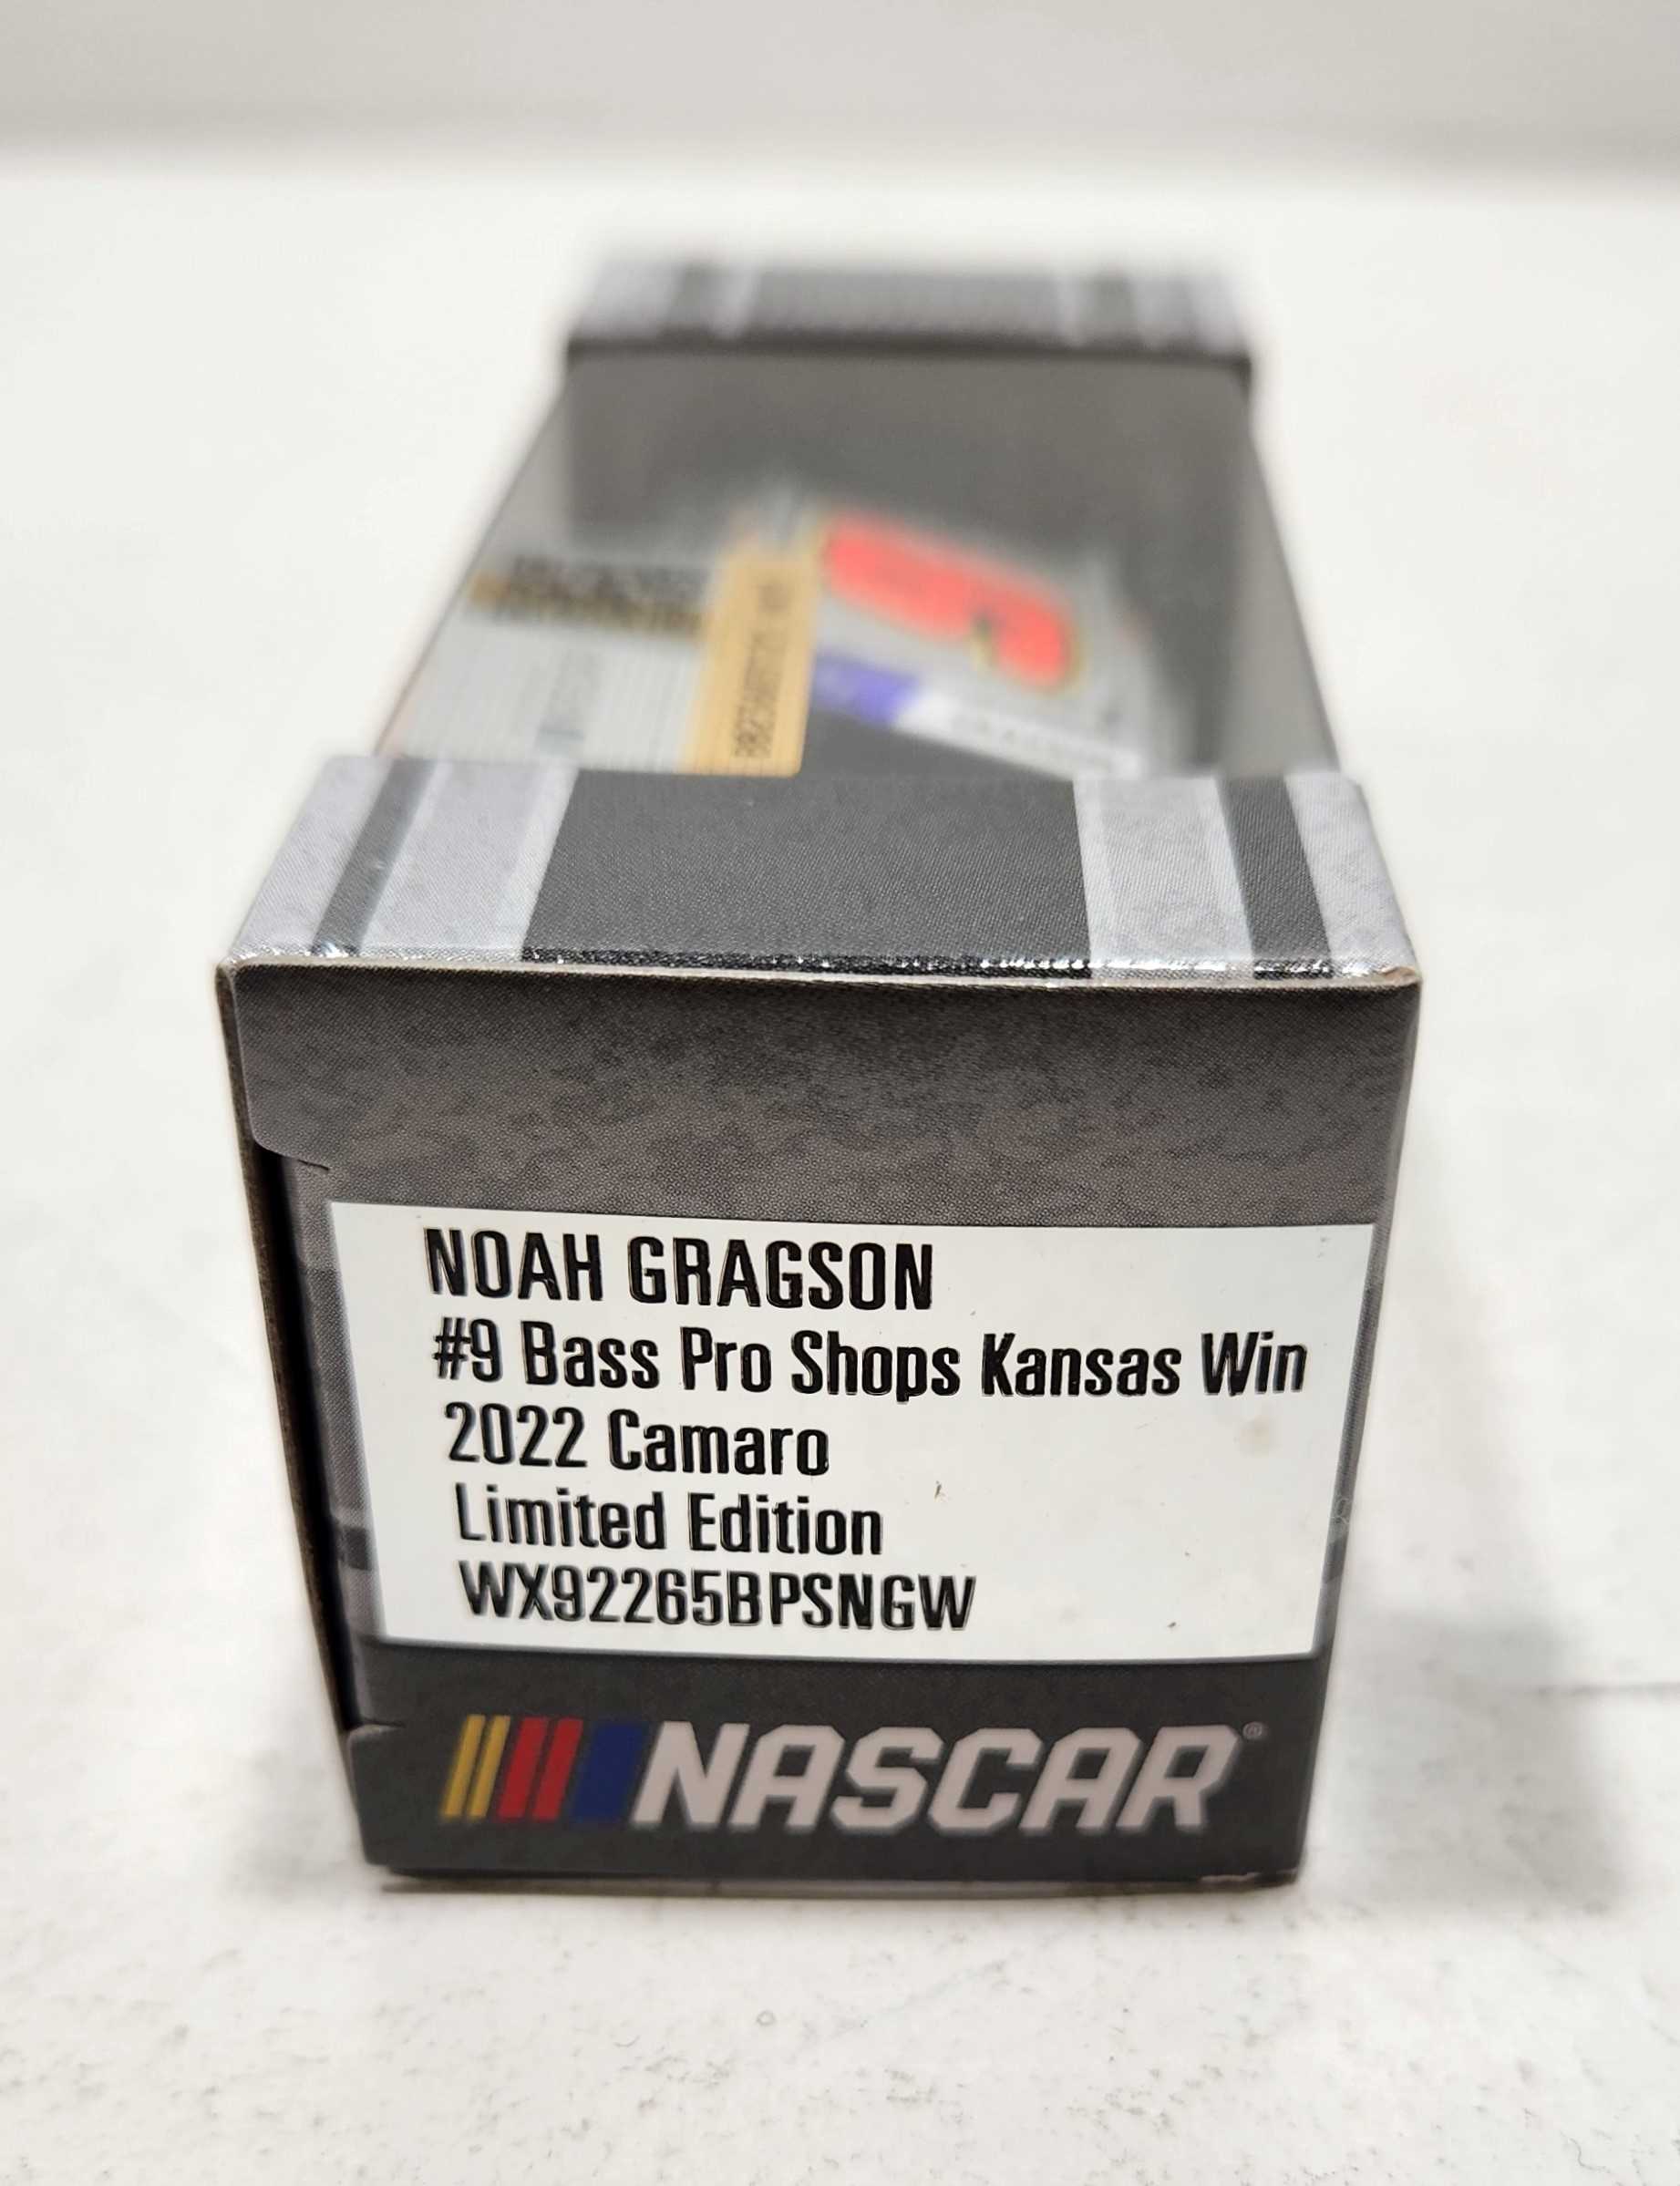 NOAH GRAGSON
#9 Bass Pro Shops Kansas Win
2022 Camaro
Limited Edition
WX92265BPSNGW
NASCAR®